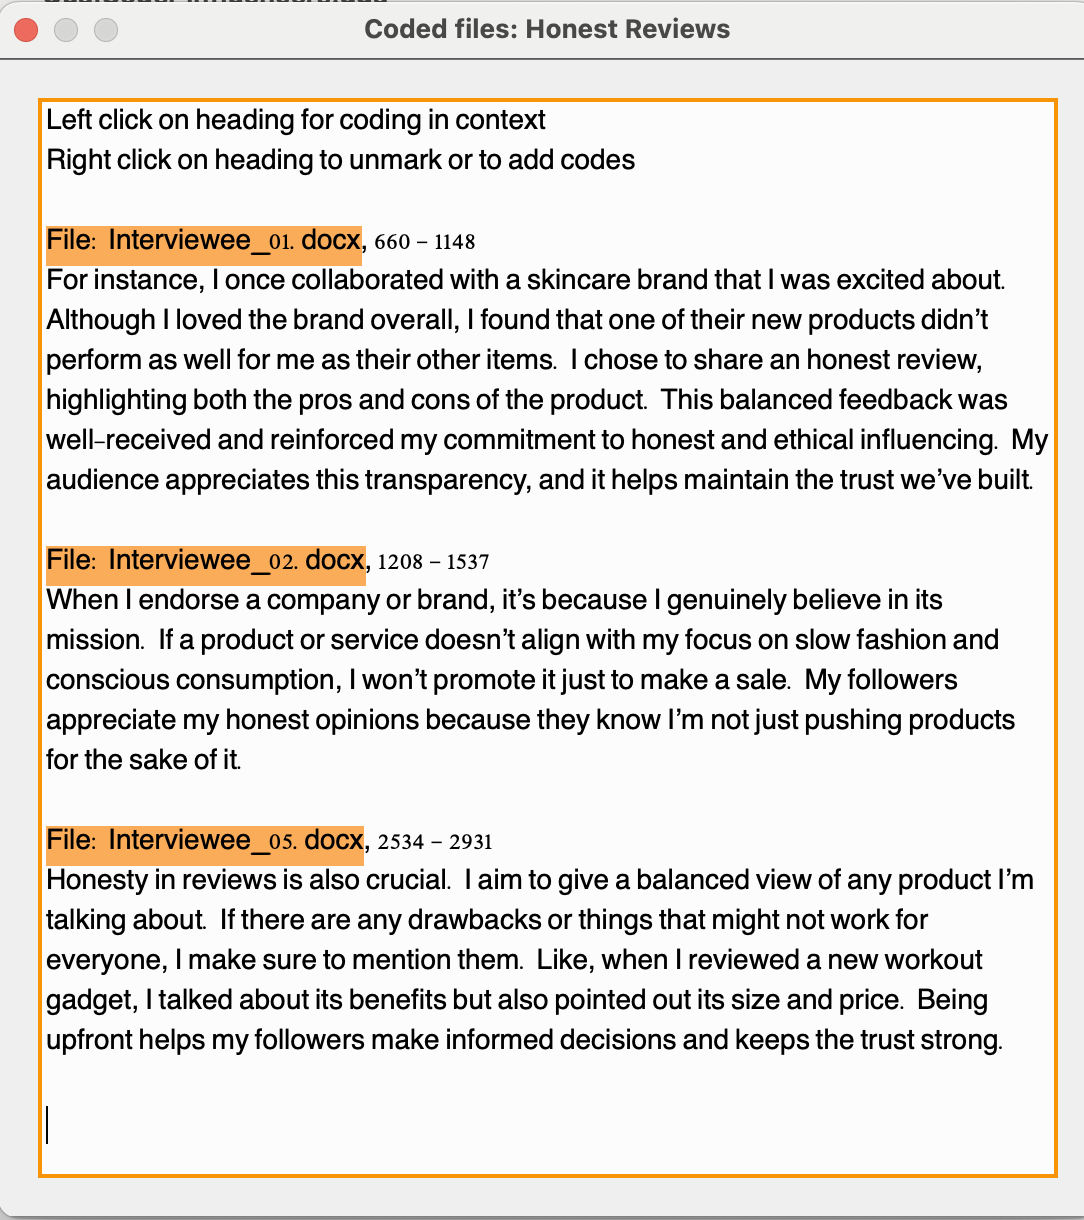 Coded files: Honest Reviews
Left click on heading for coding in context
Right click on heading to unmark or to add codes
File: Interviewee_01. docx, 660 – 1148
For instance, I once collaborated with a skincare brand that I was excited about.
Although I loved the brand overall, I found that one of their new products didn’t
perform as well for me as their other items. I chose to share an honest review,
highlighting both the pros and cons of the product. This balanced feedback was
well-received and reinforced my commitment to honest and ethical influencing. My
audience appreciates this transparency, and it helps maintain the trust we’ve built.
File: Interviewee_02. docx, 1208 – 1537
When I endorse a company or brand, it’s because I genuinely believe in its
mission. If a product or service doesn’t align with my focus on slow fashion and
conscious consumption, I won’t promote it just to make a sale. My followers
appreciate my honest opinions because they know I’m not just pushing products
for the sake of it.
File: Interviewee_05. docx, 2534 – 2931
Honesty in reviews is also crucial. I aim to give a balanced view of any product I’m
talking about. If there are any drawbacks or things that might not work for
everyone, I make sure to mention them. Like, when I reviewed a new workout
gadget, I talked about its benefits but also pointed out its size and price. Being
upfront helps my followers make informed decisions and keeps the trust strong.